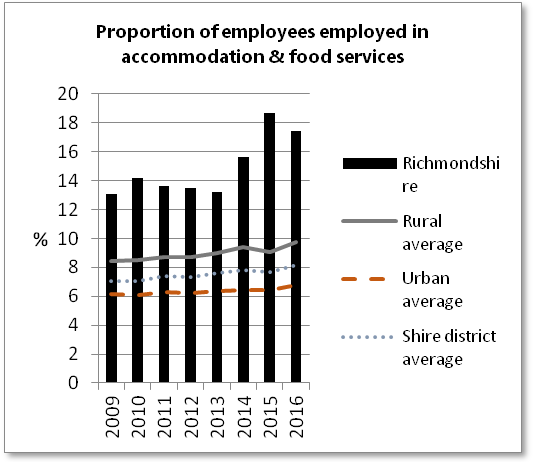 Proportion of employees employed in
accommodation & food services
20
18
16
14
12
10
8
6
4
2
0
%
2009
2010
2011
2012
2013
2014
2015
2016
Richmondshi
re
Rural
average
Urban
average
Shire district
average